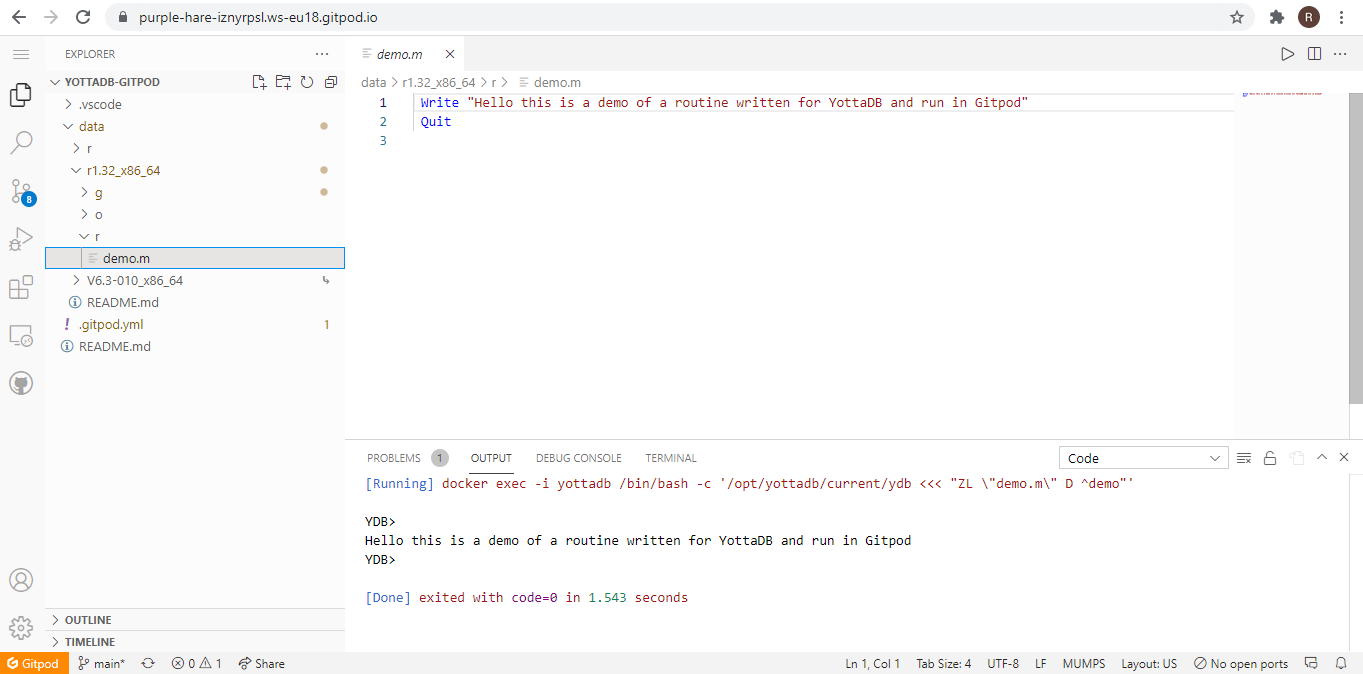 purple-hare-iznyrpsl.ws-eu18.gitpod.io
R
EXPLORER
YOTTADB-GITPOD
.vscode
data
r
r1.32_x86_64
g
o
r
demo.m
V6.3-010_x86_64
README.md
! .gitpod.yml 1
README.md
8
OUTLINE
TIMELINE
demo.m
data > r1.32_x86_64 > r > demo.m
1 Write "Hello this is a demo of a routine written for YottaDB and run in Gitpod"
2 Quit
3
PROBLEMS 1 OUTPUT DEBUG CONSOLE TERMINAL Code
[Running] docker exec -i yottadb /bin/bash -c '/opt/yottadb/current/ydb <<< "ZL \"demo.m\" D ^demo"'
YDB>
Hello this is a demo of a routine written for YottaDB and run in Gitpod
YDB>
[Done] exited with code=0 in 1.543 seconds
Gitpod main* 0 1 Share Ln 1, Col 1 Tab Size: 4 UTF-8 LF MUMPS Layout: US No open ports